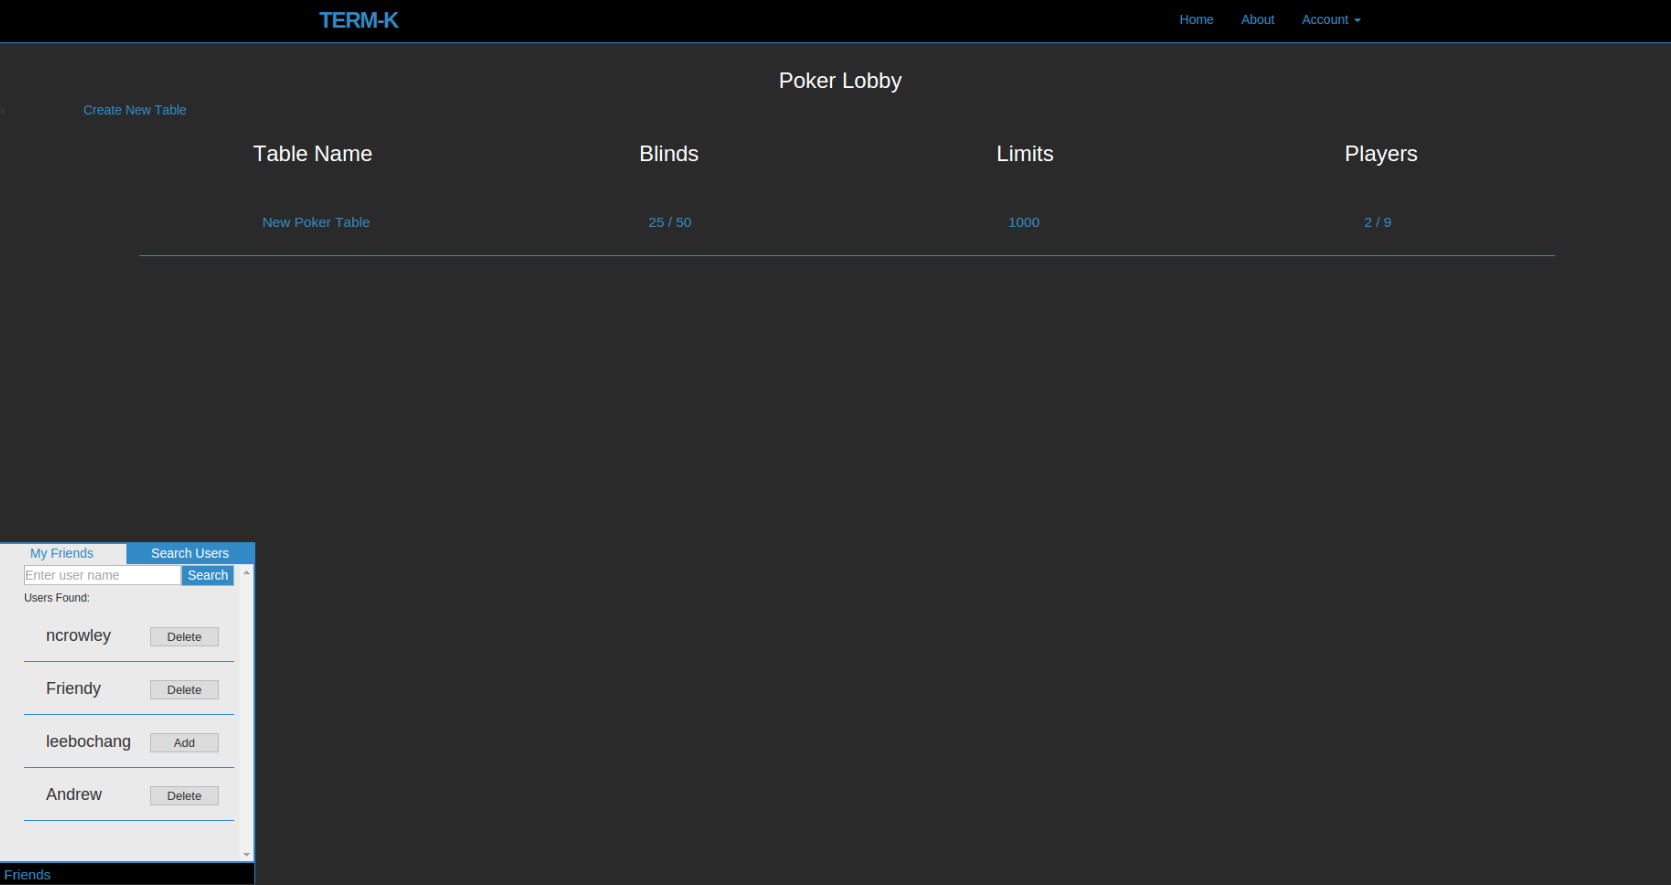 TERM-K Home About Account
Poker Lobby
Create New Table
Table Name Blinds Limits Players
New Poker Table 25 / 50 1000 2 / 9
My Friends Search Users
Enter user name Search
Users Found:
ncrowley Delete
Friendy Delete
leebochang Add
Andrew Delete
Friends